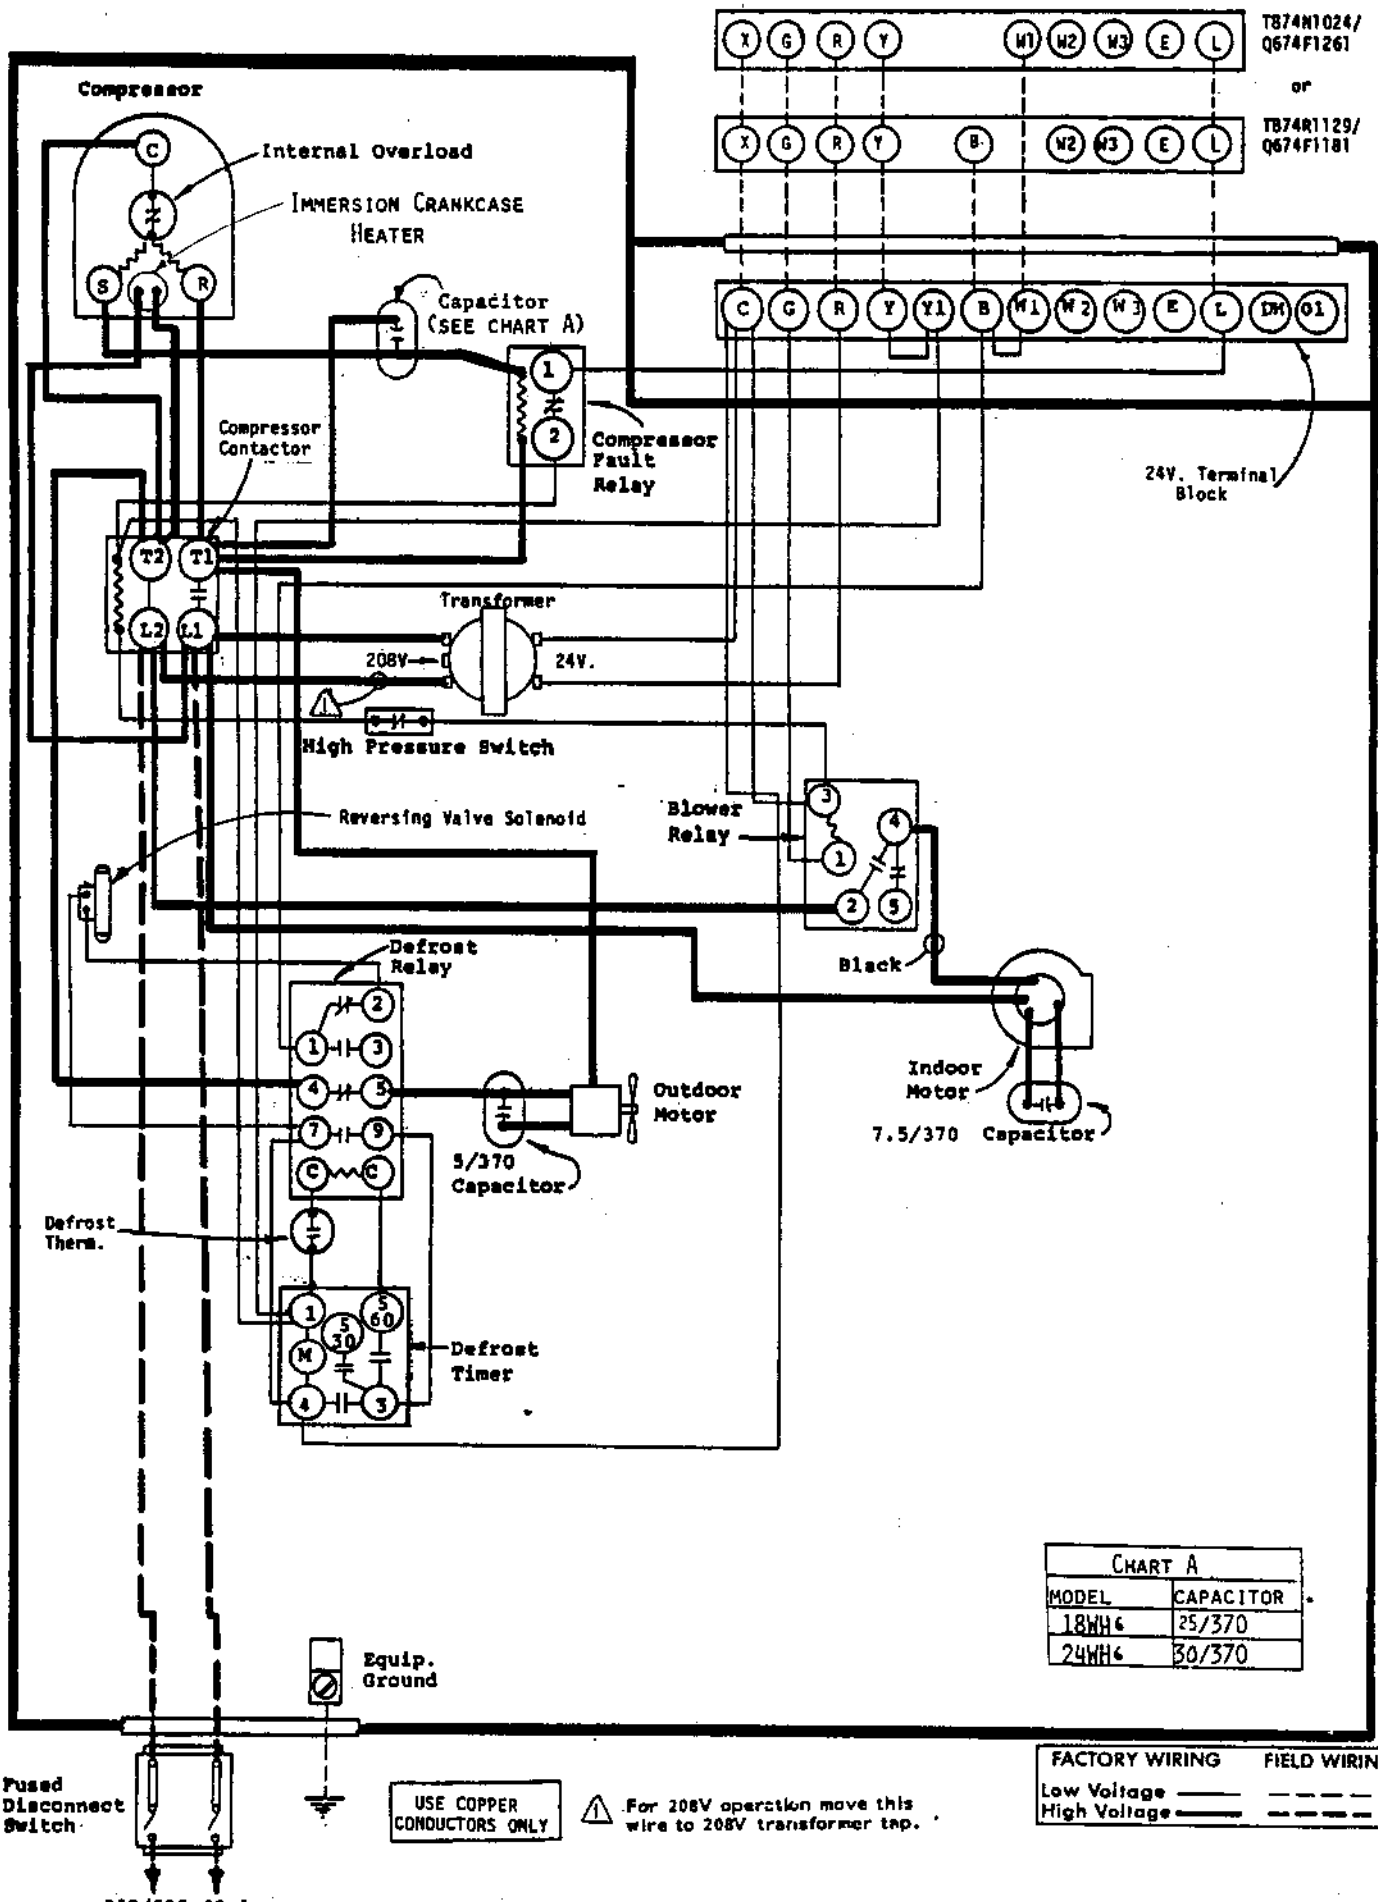 X G R Y W1 W2 W3 E L
T874N1024/
Q674F1261
or
X G R Y B W2 W3 E L
T874R1129/
Q674F1181
Compressor
C
Internal Overload
IMMERSION CRANKCASE
HEATER
S R
Capacitor
(SEE CHART A)
C G R Y Y1 B W1 W2 W3 E L DM O1
1
2
Compressor
Fault
Relay
Compressor
Contactor
24V. Terminal
Block
T2 T1
L2 L1
Transformer
208V
24V.
1
High Pressure Switch
Reversing Valve Solenoid
Blower
Relay
3
4
1
2 5
Black
Defrost
Relay
2
1 3
4 5
7 9
C C
Outdoor
Motor
5/370
Capacitor
Indoor
Motor
7.5/370 Capacitor
Defrost
Therm.
1
S
30
S
60
M
4 3
Defrost
Timer
CHART A
MODEL CAPACITOR
18WH6 25/370
24WH6 30/370
Equip.
Ground
Fused
Disconnect
Switch
USE COPPER
CONDUCTORS ONLY
1 For 208V operation move this
wire to 208V transformer tap.
FACTORY WIRING FIELD WIRIN
Low Voltage
High Voltage